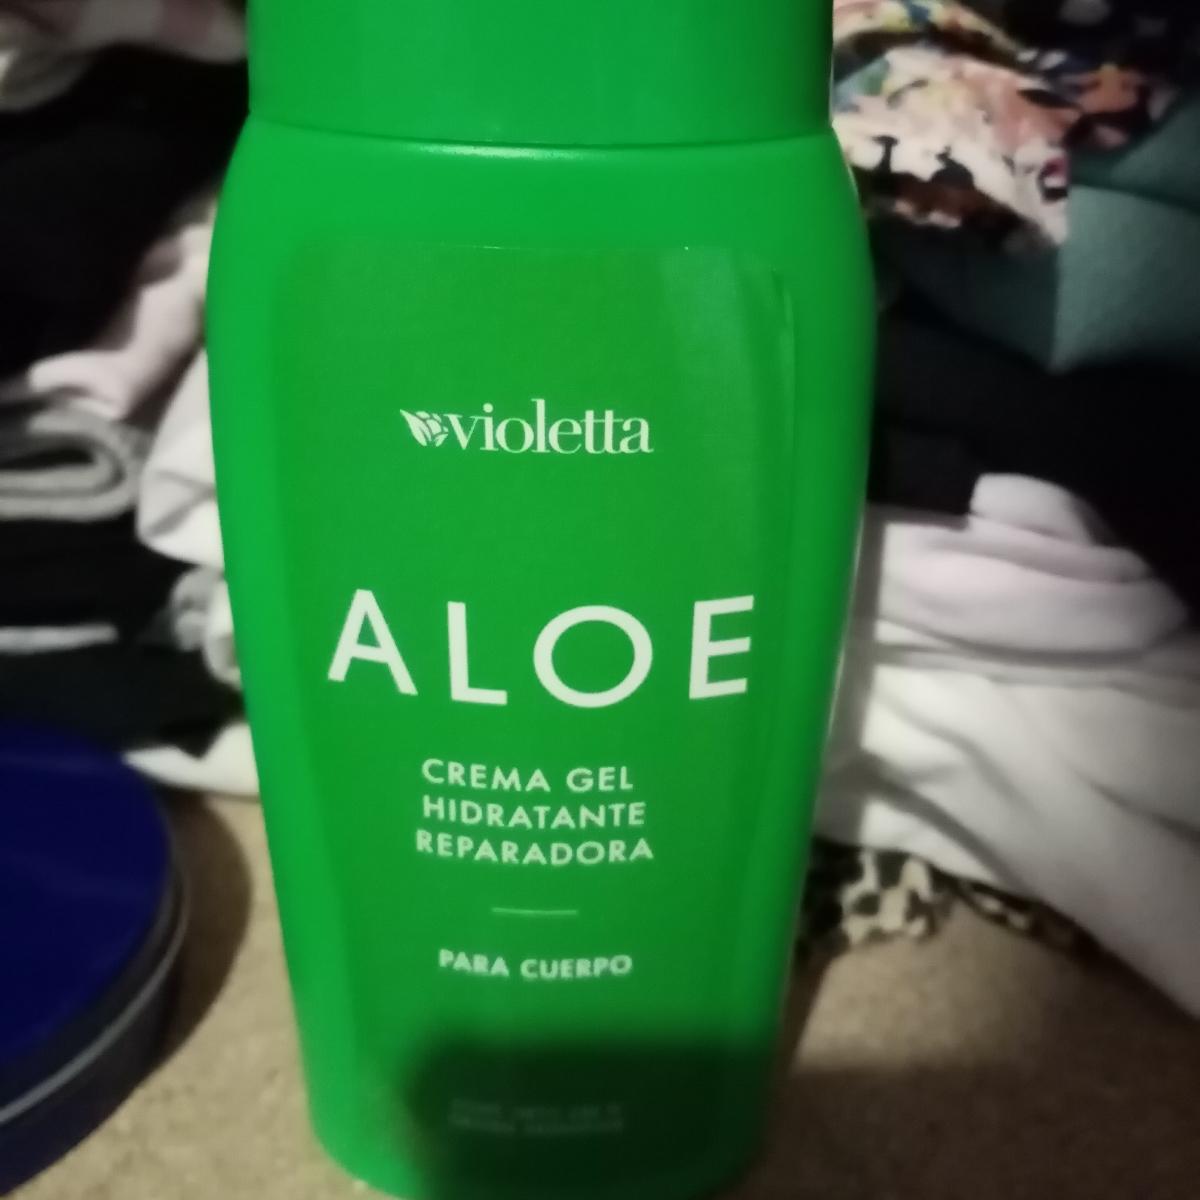 violetta
ALOE
CREMA GEL
HIDRATANTE
REPARADORA
PARA CUERPO